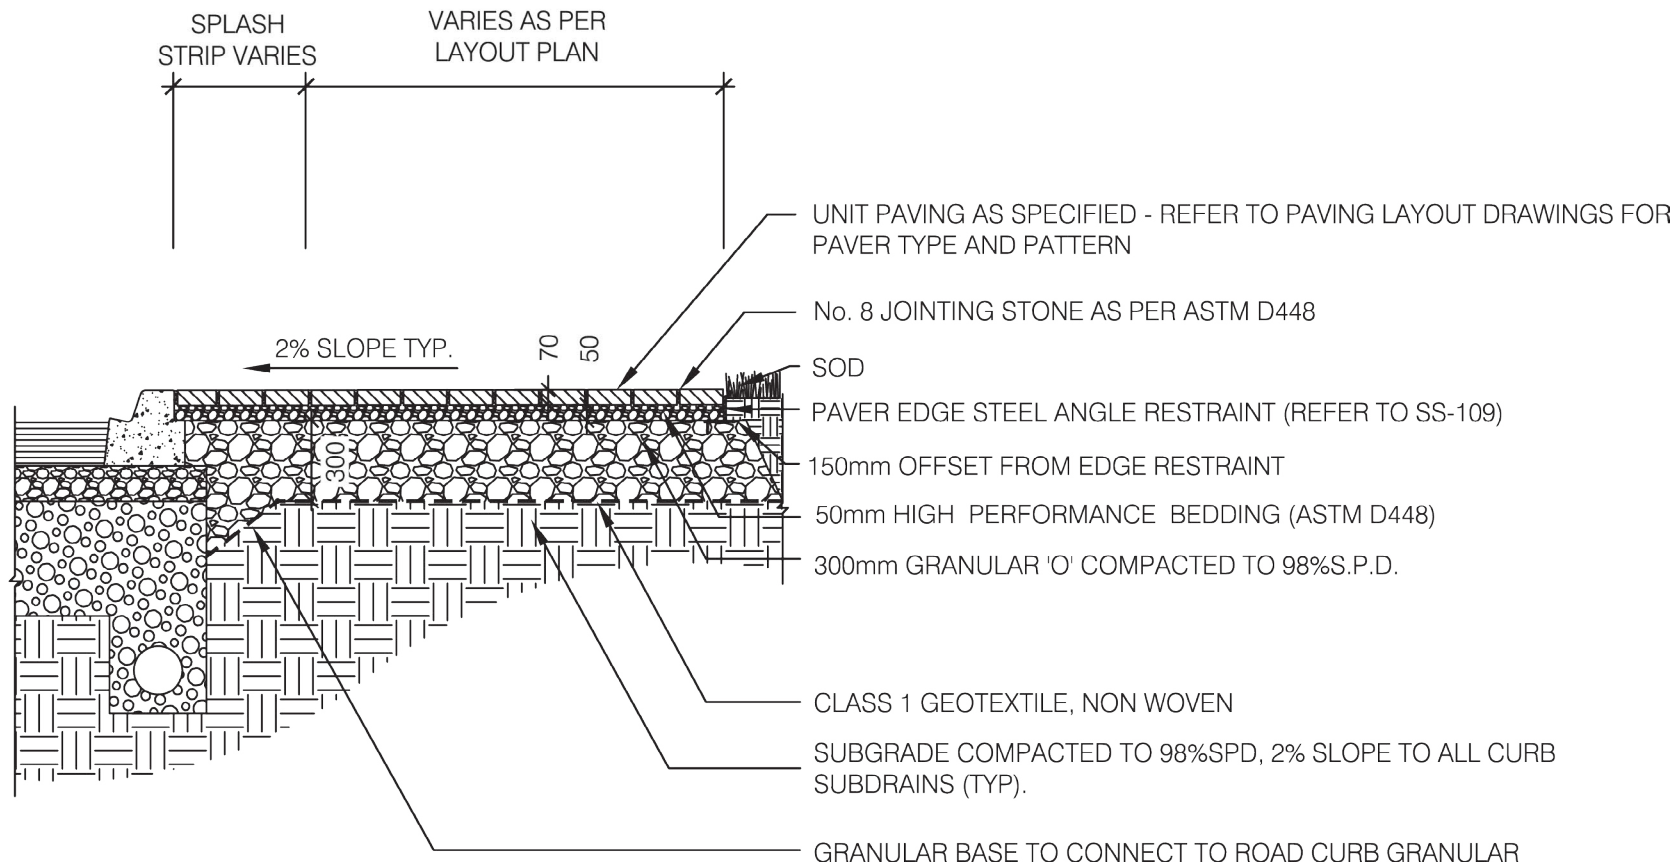 SPLASH
STRIP VARIES
VARIES AS PER
LAYOUT PLAN
UNIT PAVING AS SPECIFIED - REFER TO PAVING LAYOUT DRAWINGS FOR
PAVER TYPE AND PATTERN
No. 8 JOINTING STONE AS PER ASTM D448
2% SLOPE TYP.
70
50
SOD
PAVER EDGE STEEL ANGLE RESTRAINT (REFER TO SS-109)
300
150mm OFFSET FROM EDGE RESTRAINT
50mm HIGH PERFORMANCE BEDDING (ASTM D448)
300mm GRANULAR 'O' COMPACTED TO 98%S.P.D.
CLASS 1 GEOTEXTILE, NON WOVEN
SUBGRADE COMPACTED TO 98%SPD, 2% SLOPE TO ALL CURB
SUBDRAINS (TYP).
GRANULAR BASE TO CONNECT TO ROAD CURB GRANULAR